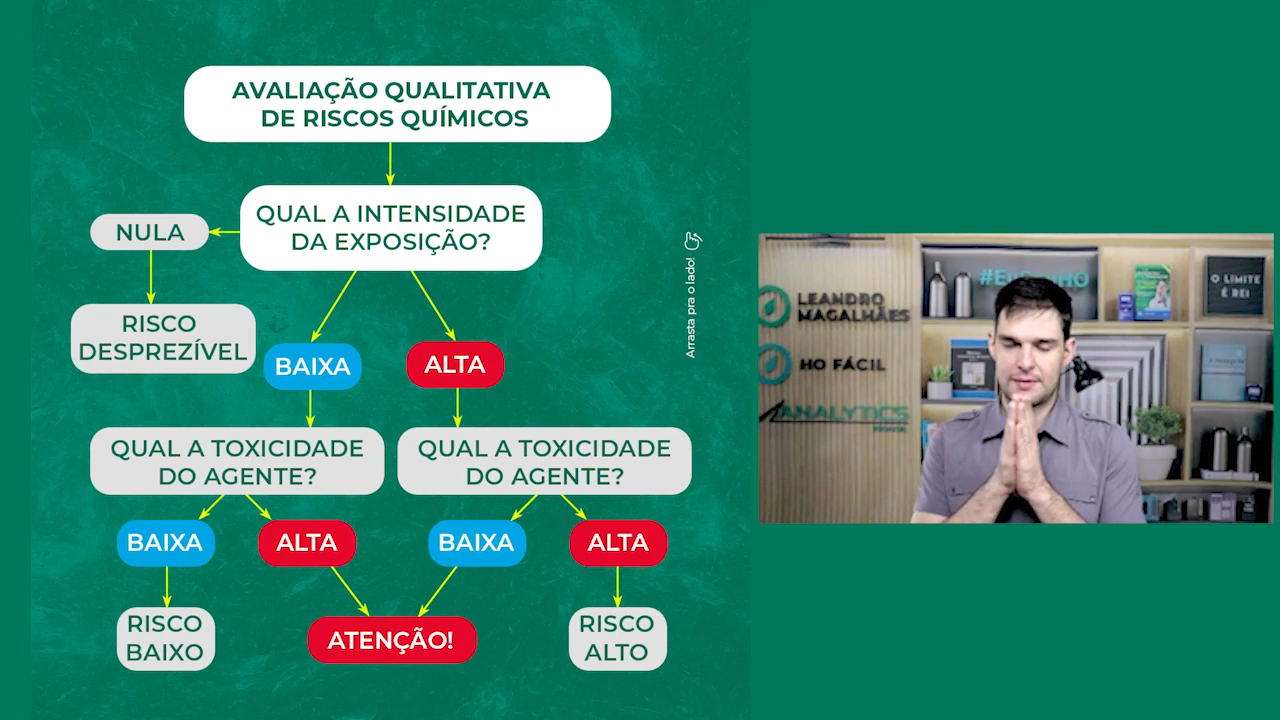 AVALIAÇÃO QUALITATIVA
DE RISCOS QUÍMICOS
QUAL A INTENSIDADE
DA EXPOSIÇÃO?
NULA
RISCO
DESPREZÍVEL
BAIXA
ALTA
QUAL A TOXICIDADE
DO AGENTE?
QUAL A TOXICIDADE
DO AGENTE?
BAIXA
ALTA
BAIXA
ALTA
RISCO
BAIXO
ATENÇÃO!
RISCO
ALTO
Arrasta pra o lado!
LEANDRO
MAGALHÃES
HO FÁCIL
ANALYTICS
O LIMITE
É REI